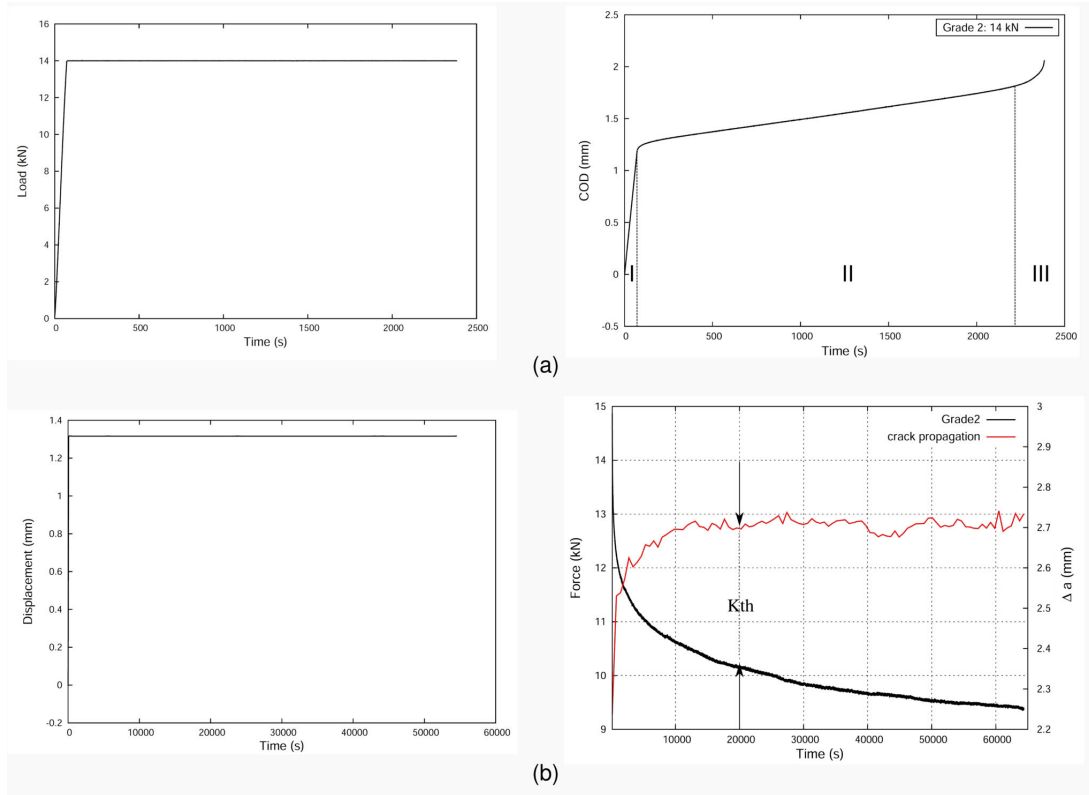 16
14
12
10
8
6
4
2
0
Load (kN)
0 500 1000 1500 2000 2500
Time (s)
Grade 2: 14 kN
2.5
2
1.5
1
0.5
0
-0.5
COD (mm)
I II III
0 500 1000 1500 2000 2500
Time (s)
(a)
1.4
1.2
1
0.8
0.6
0.4
0.2
0
-0.2
Displacement (mm)
0 10000 20000 30000 40000 50000 60000
Time (s)
Grade2
crack propagation
15
14
13
12
11
10
9
Force (kN)
Kth
3
2.9
2.8
2.7
2.6
2.5
2.4
2.3
2.2
Δ a (mm)
10000 20000 30000 40000 50000 60000
Time (s)
(b)